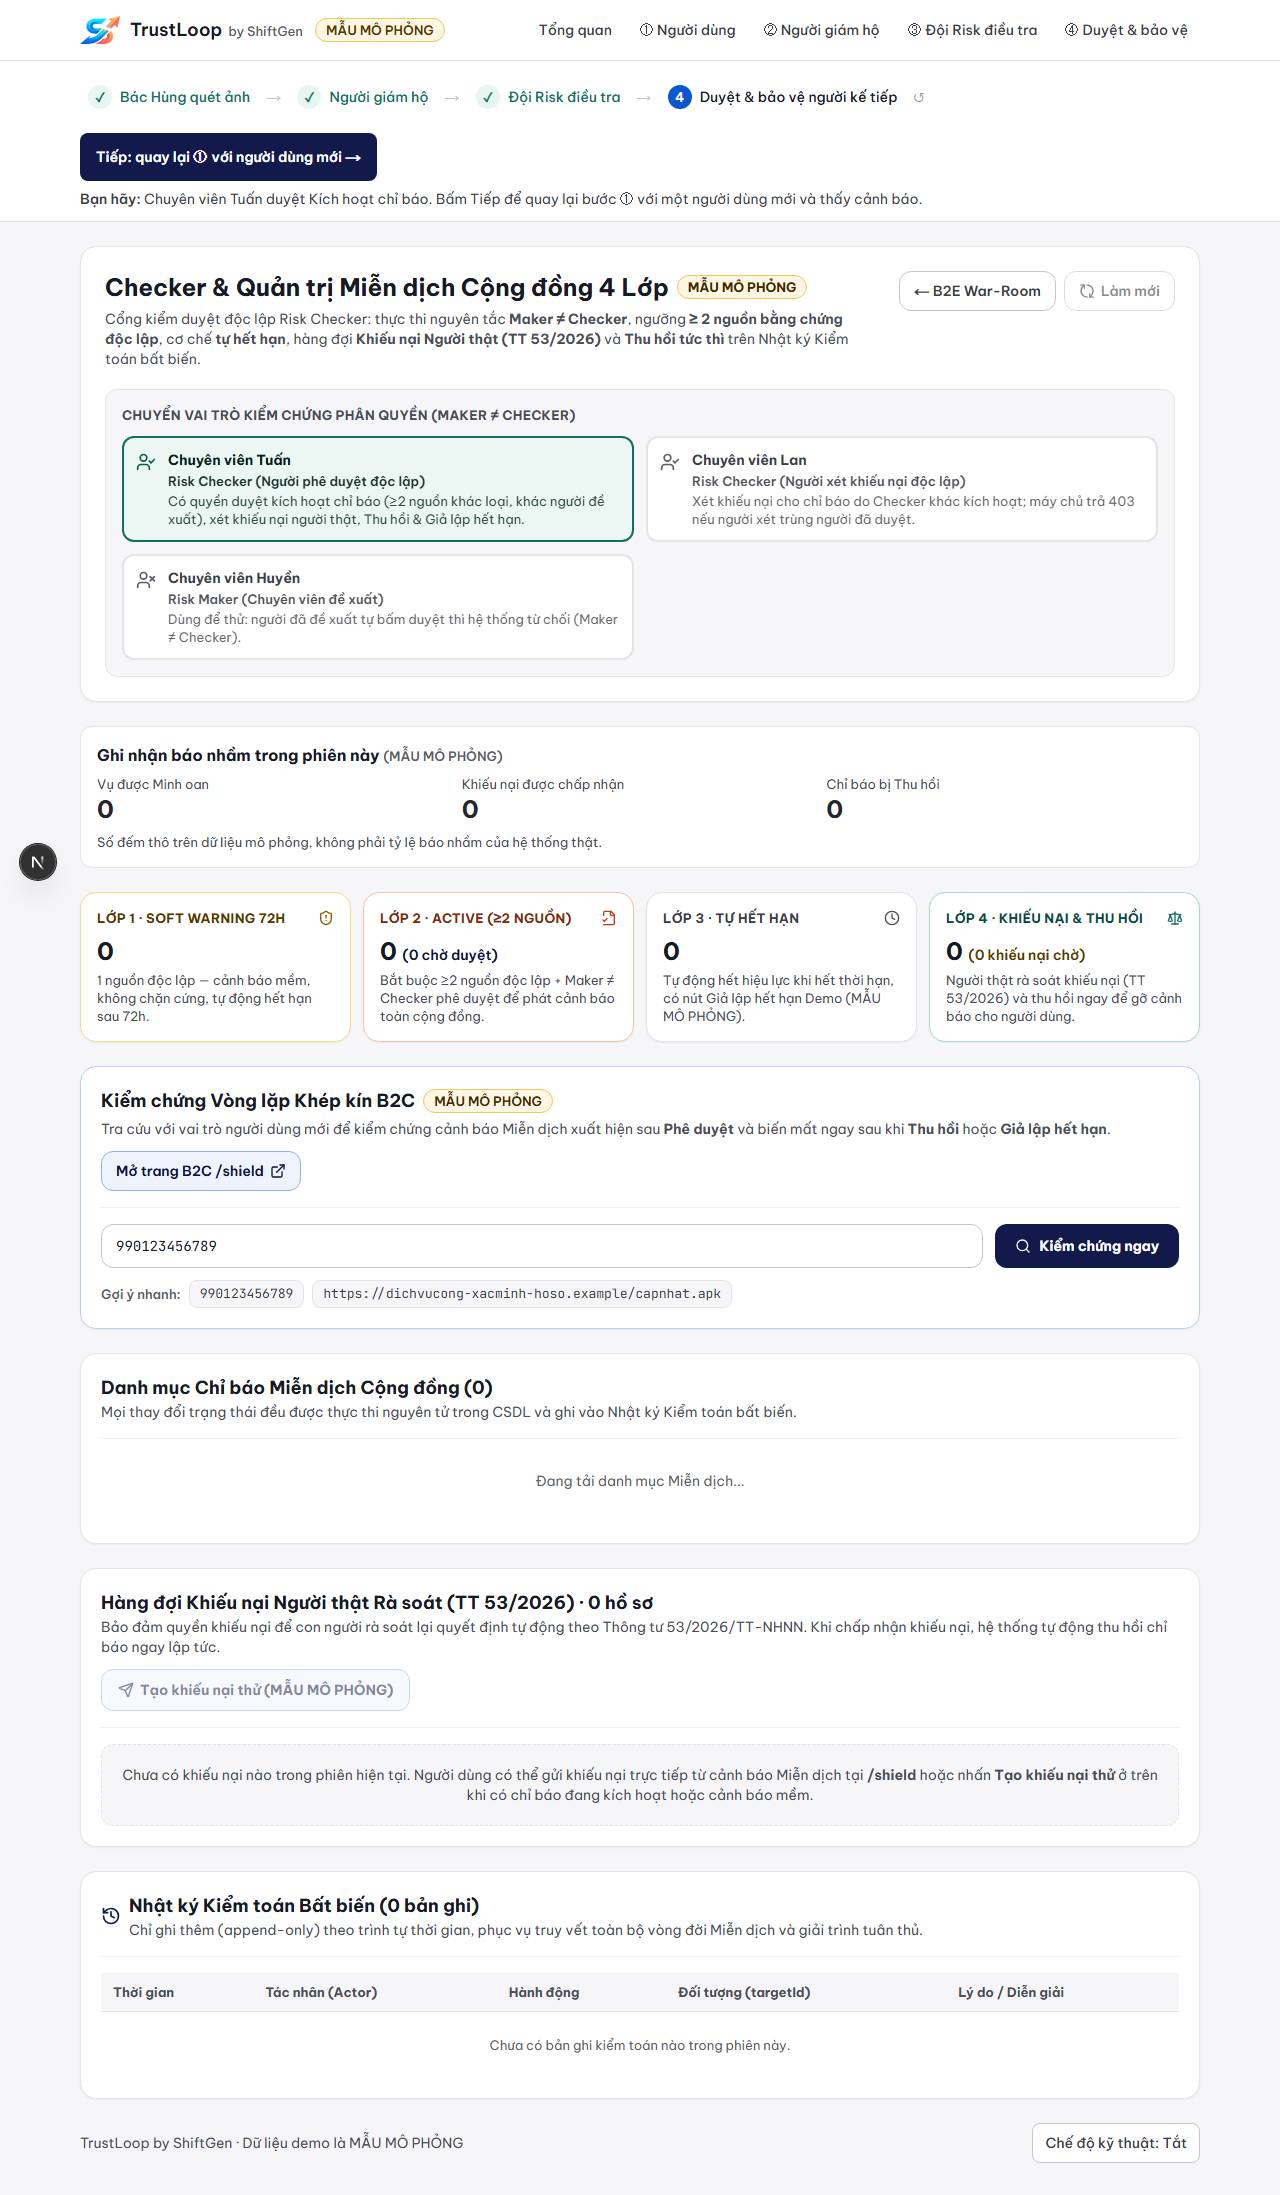 TrustLoop by ShiftGen MẪU MÔ PHỎNG Tổng quan ① Người dùng ② Người giám hộ ③ Đội Risk điều tra ④ Duyệt & bảo vệ
✓ Bác Hùng quét ảnh → ✓ Người giám hộ → ✓ Đội Risk điều tra → 4 Duyệt & bảo vệ người kế tiếp ↺
Tiếp: quay lại ① với người dùng mới →
Bạn hãy: Chuyên viên Tuấn duyệt Kích hoạt chỉ báo. Bấm Tiếp để quay lại bước ① với một người dùng mới và thấy cảnh báo.
Checker & Quản trị Miễn dịch Cộng đồng 4 Lớp MẪU MÔ PHỎNG
← B2E War-Room
Làm mới
Cổng kiểm duyệt độc lập Risk Checker: thực thi nguyên tắc Maker ≠ Checker, ngưỡng ≥ 2 nguồn bằng chứng
độc lập, cơ chế tự hết hạn, hàng đợi Khiếu nại Người thật (TT 53/2026) và Thu hồi tức thì trên Nhật ký Kiểm
toán bất biến.
CHUYỂN VAI TRÒ KIỂM CHỨNG PHÂN QUYỀN (MAKER ≠ CHECKER)
Chuyên viên Tuấn
Risk Checker (Người phê duyệt độc lập)
Có quyền duyệt kích hoạt chỉ báo (≥2 nguồn khác loại, khác người đề
xuất), xét khiếu nại người thật, Thu hồi & Giả lập hết hạn.
Chuyên viên Lan
Risk Checker (Người xét khiếu nại độc lập)
Xét khiếu nại cho chỉ báo do Checker khác kích hoạt; máy chủ trả 403
nếu người xét trùng người đã duyệt.
Chuyên viên Huyền
Risk Maker (Chuyên viên đề xuất)
Dùng để thử: người đã đề xuất tự bấm duyệt thì hệ thống từ chối (Maker
≠ Checker).
Ghi nhận báo nhầm trong phiên này (MẪU MÔ PHỎNG)
Vụ được Minh oan
0
Khiếu nại được chấp nhận
0
Chỉ báo bị Thu hồi
0
Số đếm thô trên dữ liệu mô phỏng, không phải tỷ lệ báo nhầm của hệ thống thật.
N
LỚP 1 · SOFT WARNING 72H
0
1 nguồn độc lập — cảnh báo mềm,
không chặn cứng, tự động hết hạn
sau 72h.
LỚP 2 · ACTIVE (≥2 NGUỒN)
0 (0 chờ duyệt)
Bắt buộc ≥2 nguồn độc lập + Maker ≠
Checker phê duyệt để phát cảnh báo
toàn cộng đồng.
LỚP 3 · TỰ HẾT HẠN
0
Tự động hết hiệu lực khi hết thời hạn,
có nút Giả lập hết hạn Demo (MẪU
MÔ PHỎNG).
LỚP 4 · KHIẾU NẠI & THU HỒI
0 (0 khiếu nại chờ)
Người thật rà soát khiếu nại (TT
53/2026) và thu hồi ngay để gỡ cảnh
báo cho người dùng.
Kiểm chứng Vòng lặp Khép kín B2C MẪU MÔ PHỎNG
Tra cứu với vai trò người dùng mới để kiểm chứng cảnh báo Miễn dịch xuất hiện sau Phê duyệt và biến mất ngay sau khi Thu hồi hoặc Giả lập hết hạn.
Mở trang B2C /shield
990123456789
Kiểm chứng ngay
Gợi ý nhanh: 990123456789 https://dichvucong-xacminh-hoso.example/capnhat.apk
Danh mục Chỉ báo Miễn dịch Cộng đồng (0)
Mọi thay đổi trạng thái đều được thực thi nguyên tử trong CSDL và ghi vào Nhật ký Kiểm toán bất biến.
Đang tải danh mục Miễn dịch...
Hàng đợi Khiếu nại Người thật Rà soát (TT 53/2026) · 0 hồ sơ
Bảo đảm quyền khiếu nại để con người rà soát lại quyết định tự động theo Thông tư 53/2026/TT-NHNN. Khi chấp nhận khiếu nại, hệ thống tự động thu hồi chỉ
báo ngay lập tức.
Tạo khiếu nại thử (MẪU MÔ PHỎNG)
Chưa có khiếu nại nào trong phiên hiện tại. Người dùng có thể gửi khiếu nại trực tiếp từ cảnh báo Miễn dịch tại /shield hoặc nhấn Tạo khiếu nại thử ở trên
khi có chỉ báo đang kích hoạt hoặc cảnh báo mềm.
Nhật ký Kiểm toán Bất biến (0 bản ghi)
Chỉ ghi thêm (append-only) theo trình tự thời gian, phục vụ truy vết toàn bộ vòng đời Miễn dịch và giải trình tuân thủ.
Thời gian Tác nhân (Actor) Hành động Đối tượng (targetId) Lý do / Diễn giải
Chưa có bản ghi kiểm toán nào trong phiên này.
TrustLoop by ShiftGen · Dữ liệu demo là MẪU MÔ PHỎNG
Chế độ kỹ thuật: Tắt